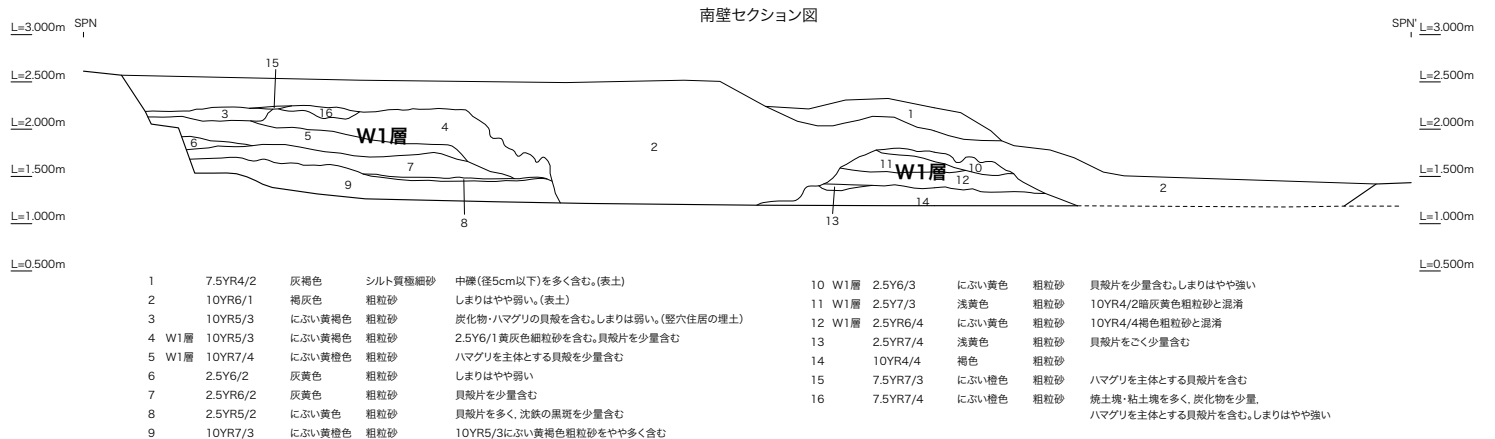 南壁セクション図
SPN
SPN'
L=3.000m
L=3.000m
L=2.500m
L=2.500m
L=2.000m
L=2.000m
L=1.500m
L=1.500m
L=1.000m
L=1.000m
L=0.500m
L=0.500m
15
3
16
4
5
W1層
6
7
9
8
2
1
11
W1層
10
12
14
13
2
1 7.5YR4/2 灰褐色 シルト質極細砂 中礫(径5cm以下)を多く含む。(表土)
2 10YR6/1 褐灰色 粗粒砂 しまりはやや弱い。(表土)
3 10YR5/3 にぶい黄褐色 粗粒砂 炭化物・ハマグリの貝殻を含む。しまりは弱い。(竪穴住居の埋土)
4 W1層 10YR5/3 にぶい黄褐色 粗粒砂 2.5Y6/1黄灰色細粒砂を含む。貝殻片を少量含む
5 W1層 10YR7/4 にぶい黄橙色 粗粒砂 ハマグリを主体とする貝殻を少量含む
6 2.5Y6/2 灰黄色 粗粒砂 しまりはやや弱い
7 2.5YR6/2 灰黄色 粗粒砂 貝殻片を少量含む
8 2.5YR5/2 にぶい黄色 粗粒砂 貝殻片を多く、沈鉄の黒斑を少量含む
9 10YR7/3 にぶい黄橙色 粗粒砂 10YR5/3にぶい黄褐色粗粒砂をやや多く含む
10 W1層 2.5Y6/3 にぶい黄色 粗粒砂 貝殻片を少量含む。しまりはやや強い
11 W1層 2.5Y7/3 浅黄色 粗粒砂 10YR4/2暗灰黄色粗粒砂と混淆
12 W1層 2.5YR6/4 にぶい黄色 粗粒砂 10YR4/4褐色粗粒砂と混淆
13 2.5YR7/4 浅黄色 粗粒砂 貝殻片をごく少量含む
14 10YR4/4 褐色 粗粒砂
15 7.5YR7/3 にぶい橙色 粗粒砂 ハマグリを主体とする貝殻片を含む
16 7.5YR7/4 にぶい橙色 粗粒砂 焼土塊・粘土塊を多く、炭化物を少量、
ハマグリを主体とする貝殻片を含む。しまりはやや強い